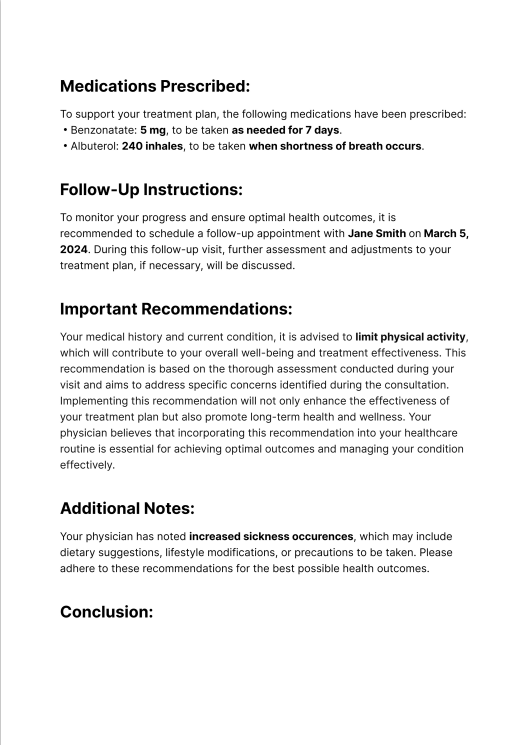 Medications Prescribed:
To support your treatment plan, the following medications have been prescribed:
• Benzonatate: 5 mg, to be taken as needed for 7 days.
• Albuterol: 240 inhales, to be taken when shortness of breath occurs.
Follow-Up Instructions:
To monitor your progress and ensure optimal health outcomes, it is
recommended to schedule a follow-up appointment with Jane Smith on March 5,
2024. During this follow-up visit, further assessment and adjustments to your
treatment plan, if necessary, will be discussed.
Important Recommendations:
Your medical history and current condition, it is advised to limit physical activity,
which will contribute to your overall well-being and treatment effectiveness. This
recommendation is based on the thorough assessment conducted during your
visit and aims to address specific concerns identified during the consultation.
Implementing this recommendation will not only enhance the effectiveness of
your treatment plan but also promote long-term health and wellness. Your
physician believes that incorporating this recommendation into your healthcare
routine is essential for achieving optimal outcomes and managing your condition
effectively.
Additional Notes:
Your physician has noted increased sickness occurences, which may include
dietary suggestions, lifestyle modifications, or precautions to be taken. Please
adhere to these recommendations for the best possible health outcomes.
Conclusion: